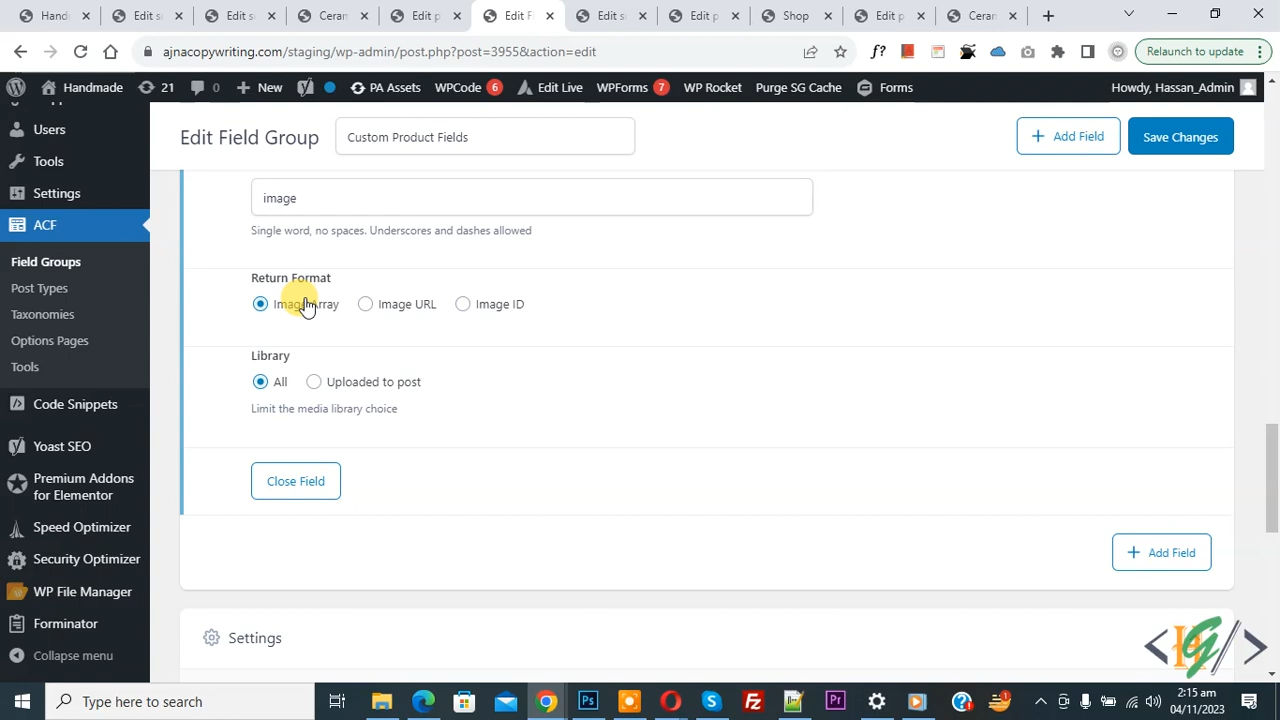 Hand
Edit s
Edit s
Ceram
Edit p
Edit F
Edit s
Edit p
Shop
Edit p
Ceram
ajnacopywriting.com/staging/wp-admin/post.php?post=3955&action=edit
f?
Relaunch to update
Handmade
21
0
New
PA Assets
WPCode 6
Edit Live
WPForms 7
WP Rocket
Purge SG Cache
Forms
Howdy, Hassan_Admin
Users
Tools
Settings
ACF
Field Groups
Post Types
Taxonomies
Options Pages
Tools
Code Snippets
Yoast SEO
Premium Addons
for Elementor
Speed Optimizer
Security Optimizer
WP File Manager
Forminator
Collapse menu
Edit Field Group
Custom Product Fields
Add Field
Save Changes
image
Single word, no spaces. Underscores and dashes allowed
Return Format
Image Array
Image URL
Image ID
Library
All
Uploaded to post
Limit the media library choice
Close Field
Add Field
Settings
Type here to search
2:15 am
04/11/2023